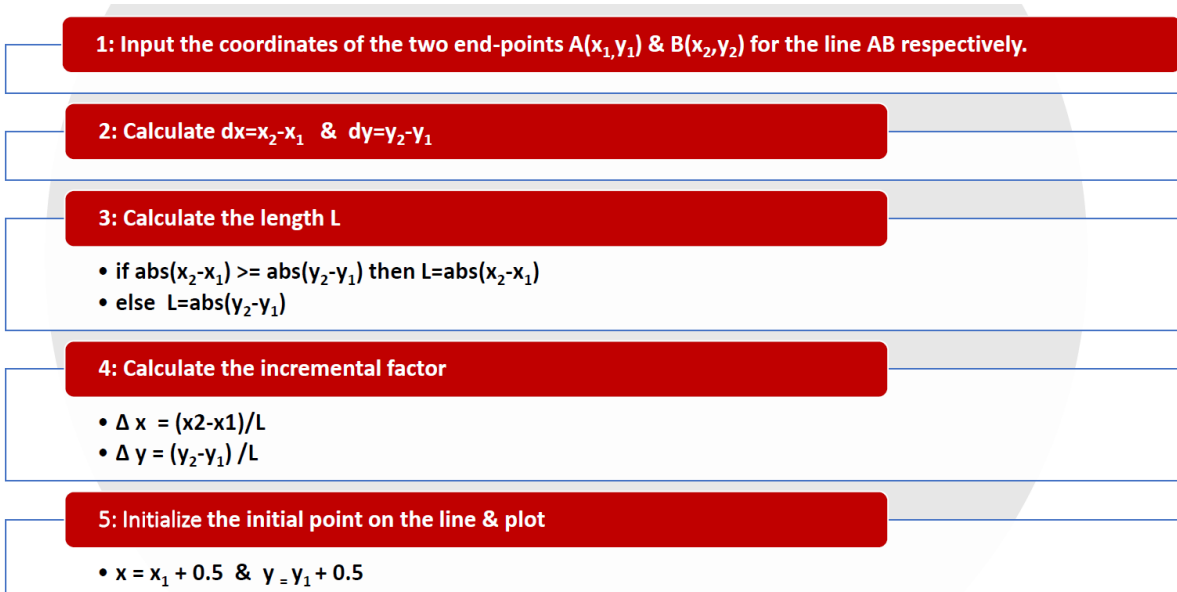 1: Input the coordinates of the two end-points A(x₁,y₁) & B(x₂,y₂) for the line AB respectively.
2: Calculate dx=x₂-x₁ & dy=y₂-y₁
3: Calculate the length L
• if abs(x₂-x₁) >= abs(y₂-y₁) then L=abs(x₂-x₁)
• else L=abs(y₂-y₁)
4: Calculate the incremental factor
• Δ x = (x2-x1)/L
• Δ y = (y₂-y₁) /L
5: Initialize the initial point on the line & plot
• x = x₁ + 0.5 & y = y₁ + 0.5